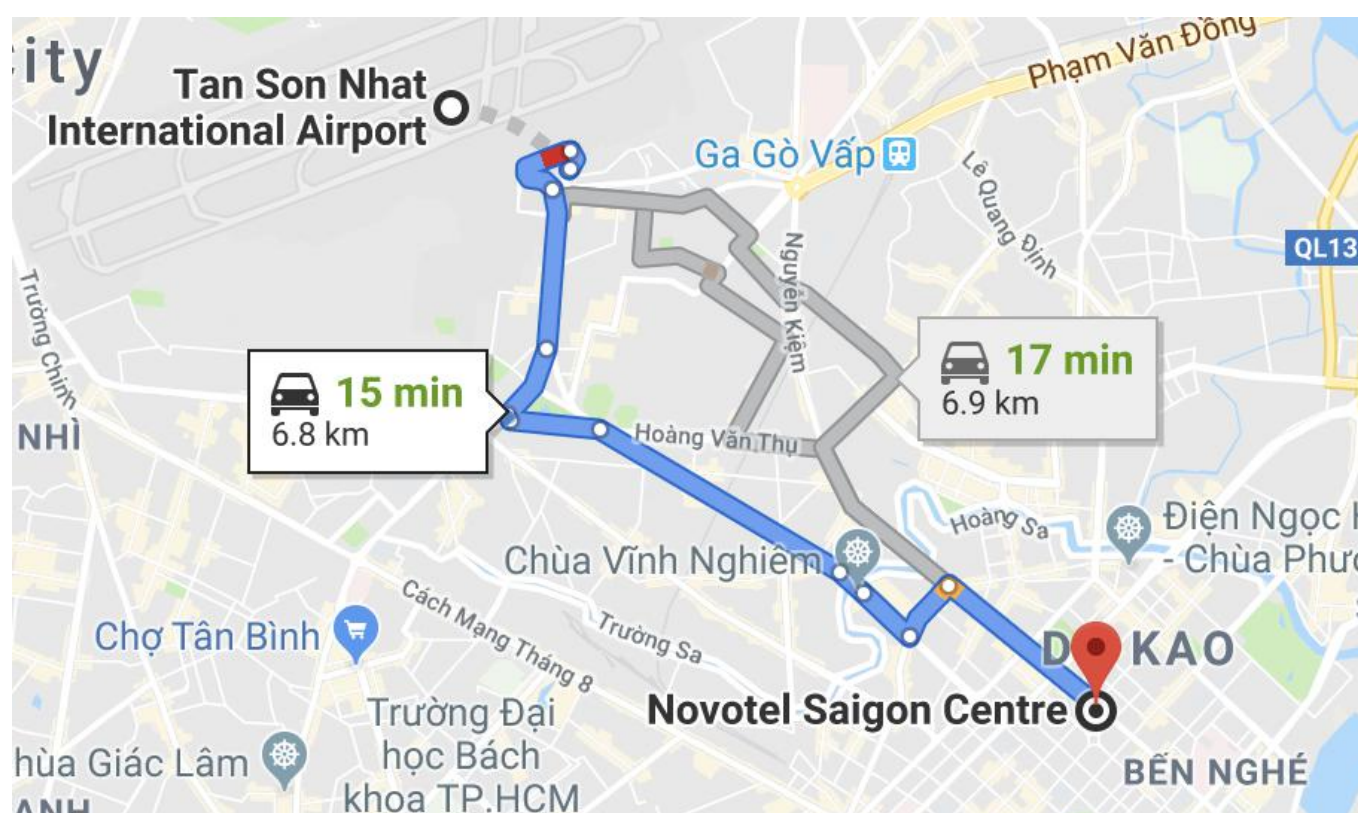 city
Tan Son Nhat
International Airport
Phạm Văn Đồng
Ga Gò Vấp
Lê Quang Định
QL13
Nguyễn Kiệm
Trường Chinh
15 min
6.8 km
17 min
6.9 km
NHÌ
Hoàng Văn Thụ
Hoàng Sa
Điện Ngọc
- Chùa Phướ
Chùa Vĩnh Nghiêm
Cách Mạng Tháng 8
Trường Sa
Chợ Tân Bình
Đ KAO
Novotel Saigon Centre
Trường Đại
học Bách
khoa TP.HCM
hùa Giác Lâm
BẾN NGHÉ
ANH